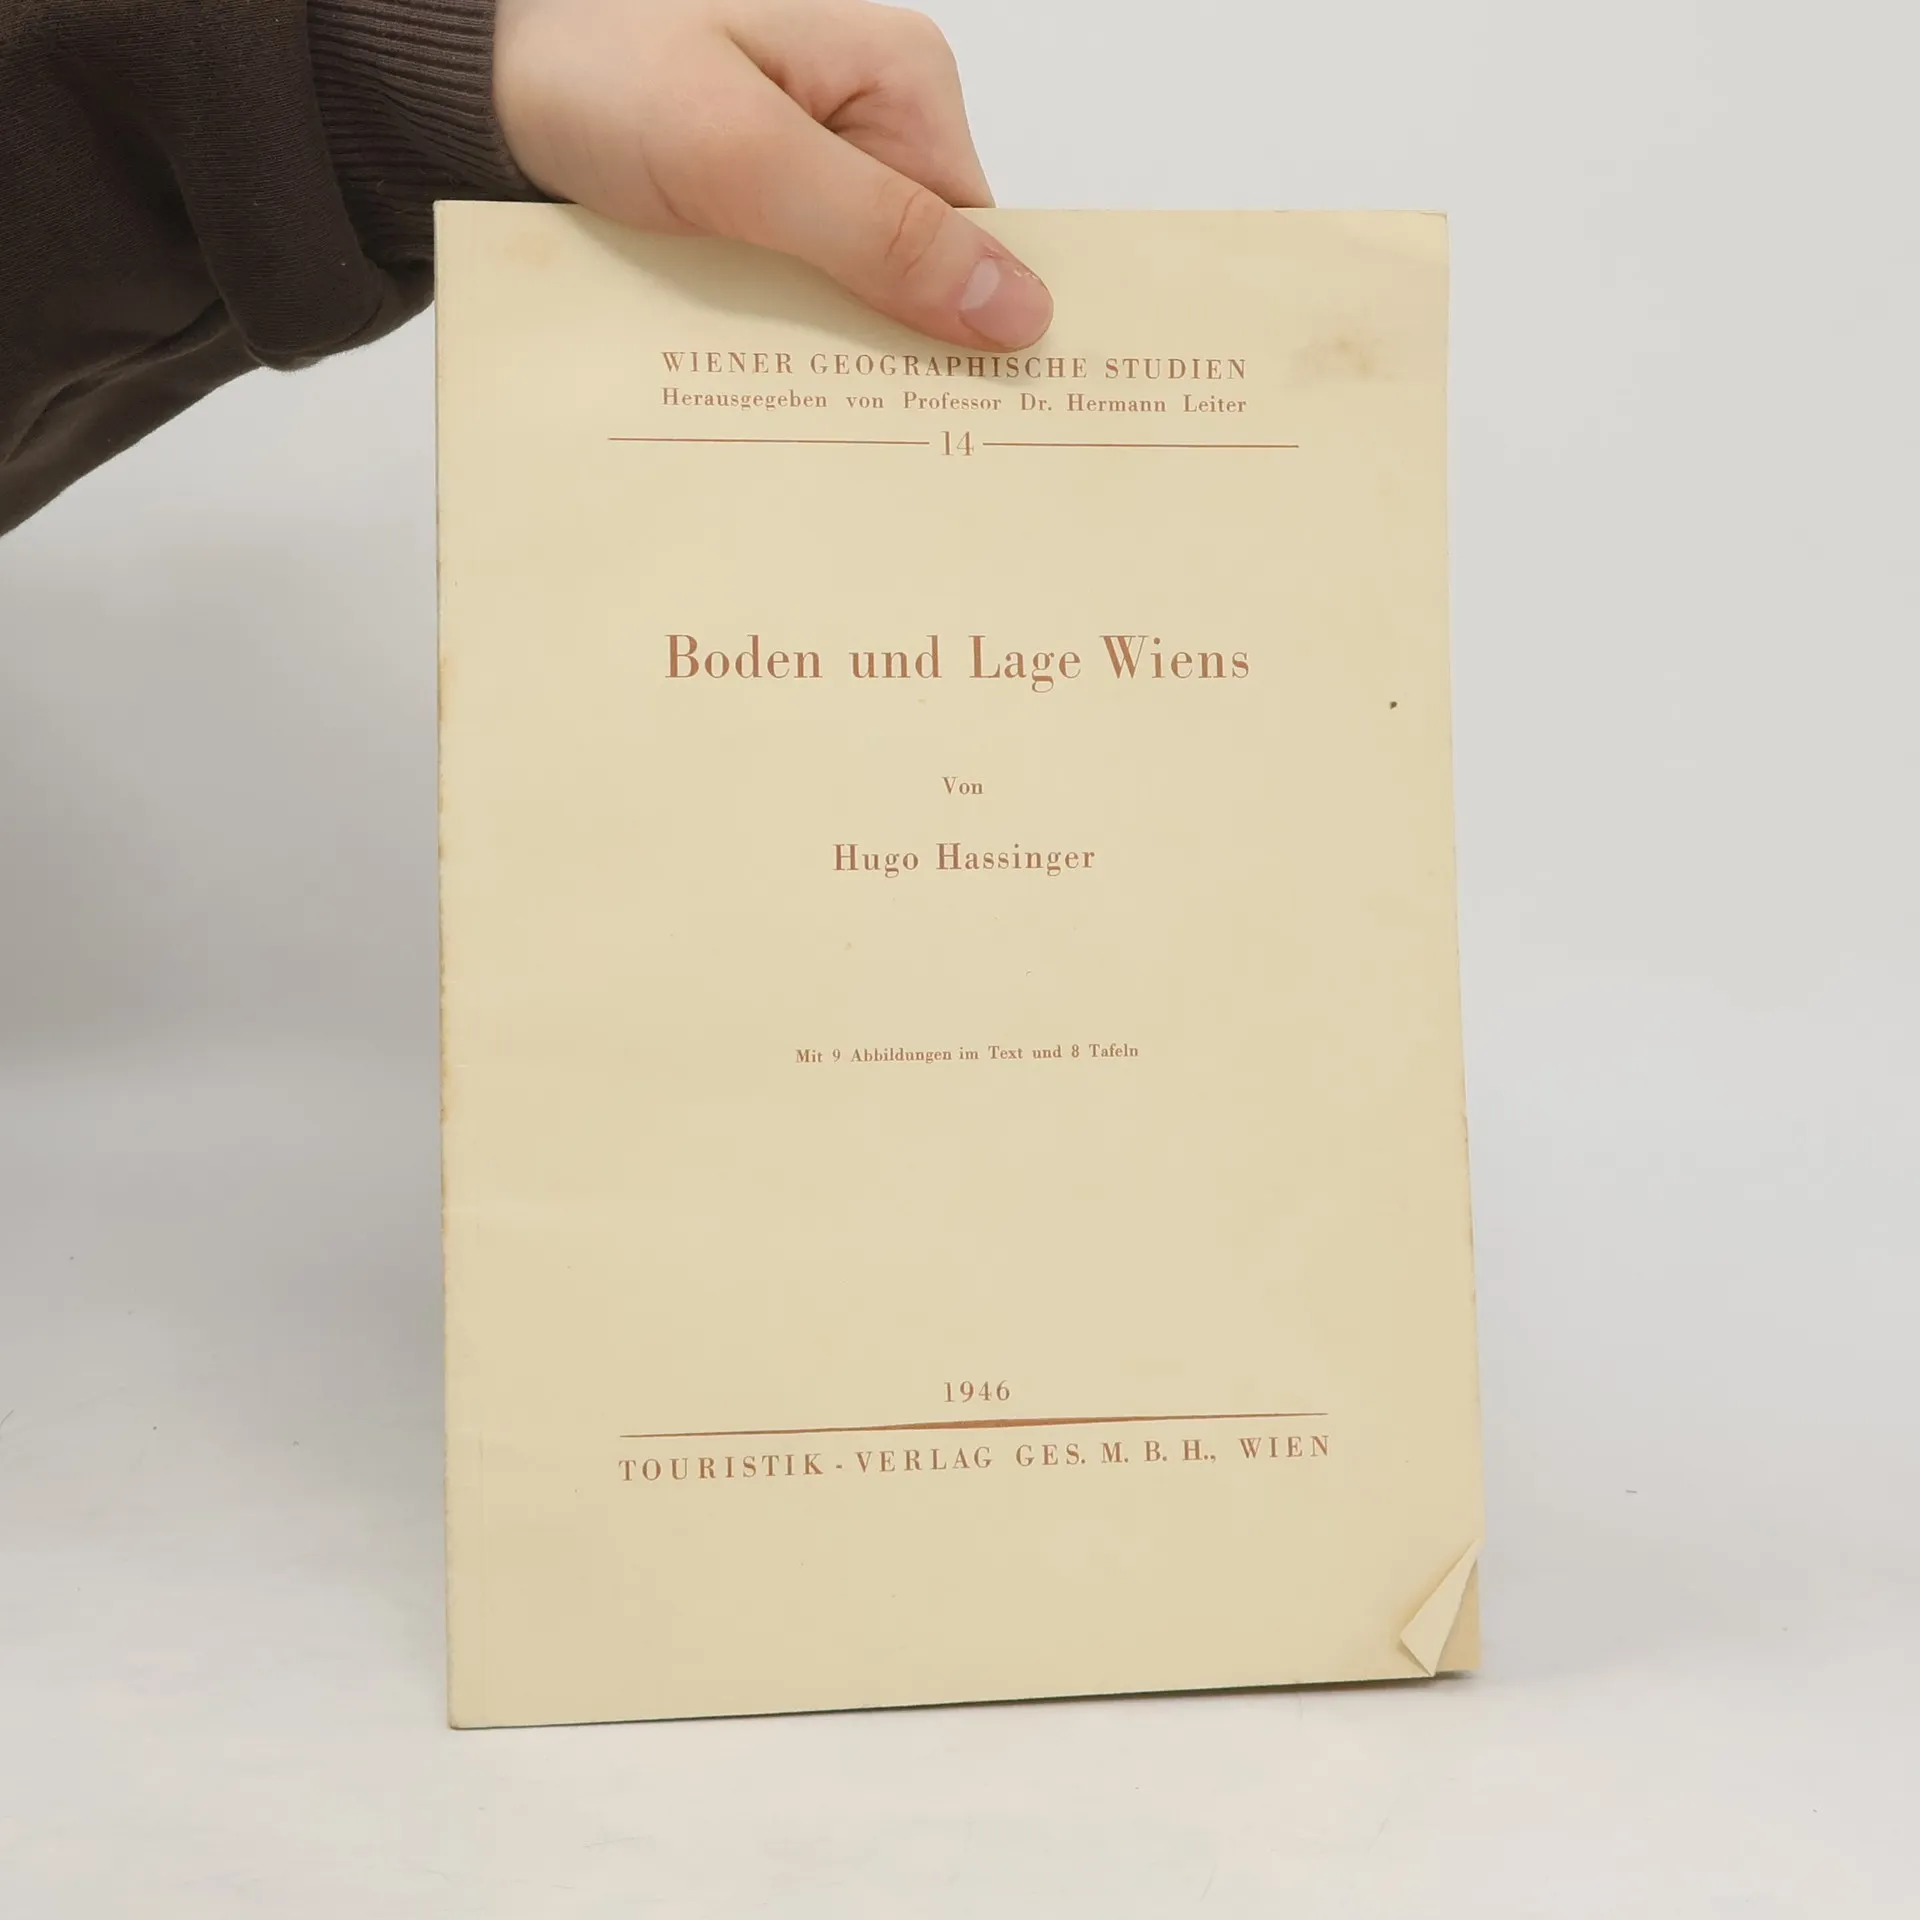 WIENER GEOGRAPHISCHE STUDIEN
Herausgegeben von Professor Dr. Hermann Leiter
14
Boden und Lage Wiens
Von
Hugo Hassinger
Mit 9 Abbildungen im Text und 8 Tafeln
1946
TOURISTIK - VERLAG GES. M. B. H., WIEN